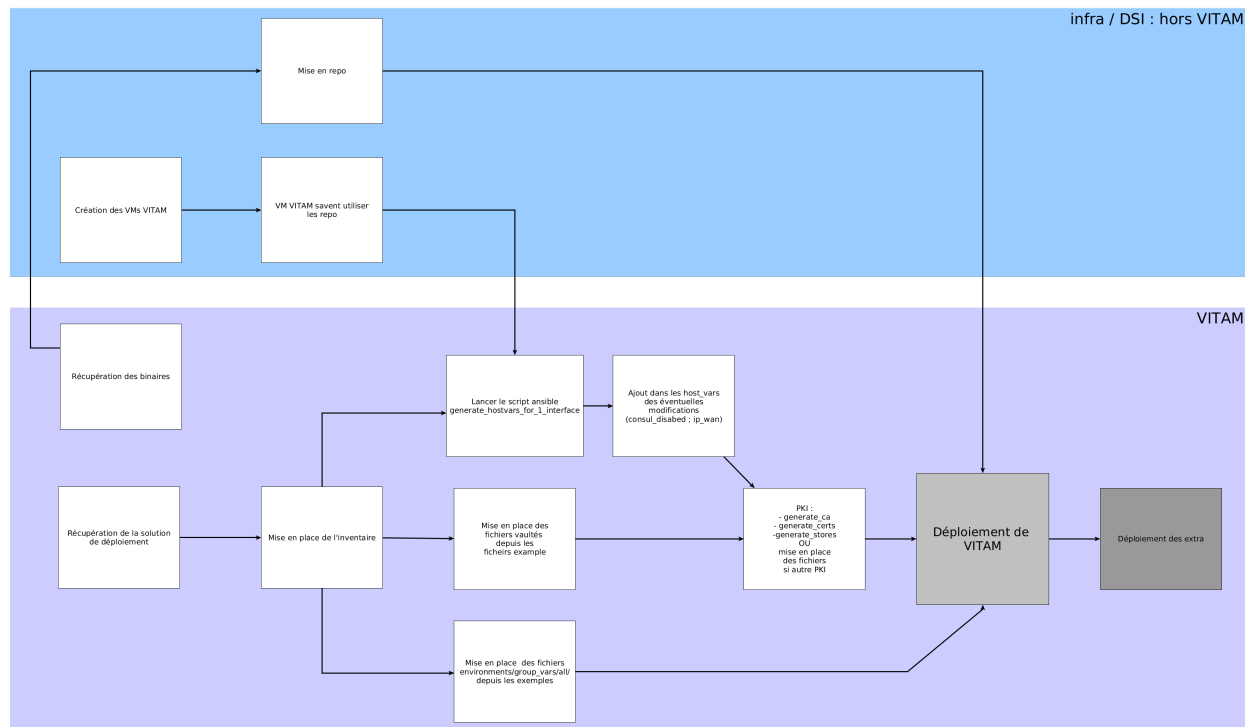 infra / DSI : hors VITAM
Mise en repo
Création des VMs VITAM
VM VITAM savent utiliser
les repo
VITAM
Récupération des binaires
Lancer le script ansible
generate_hostvars_for_1_interface
Ajout dans les host_vars
des éventuelles
modifications
(consul_disabed ; ip_wan)
Récupération de la solution
de déploiement
Mise en place de l'inventaire
Mise en place des
fichiers vaultés
depuis les
ficheirs example
PKI :
- generate_ca
- generate_certs
-generate_stores
OU
mise en place
des fichiers
si autre PKI
Déploiement de
VITAM
Déploiement des extra
Mise en place  des fichiers
environments/group_vars/all/
depuis les exemples